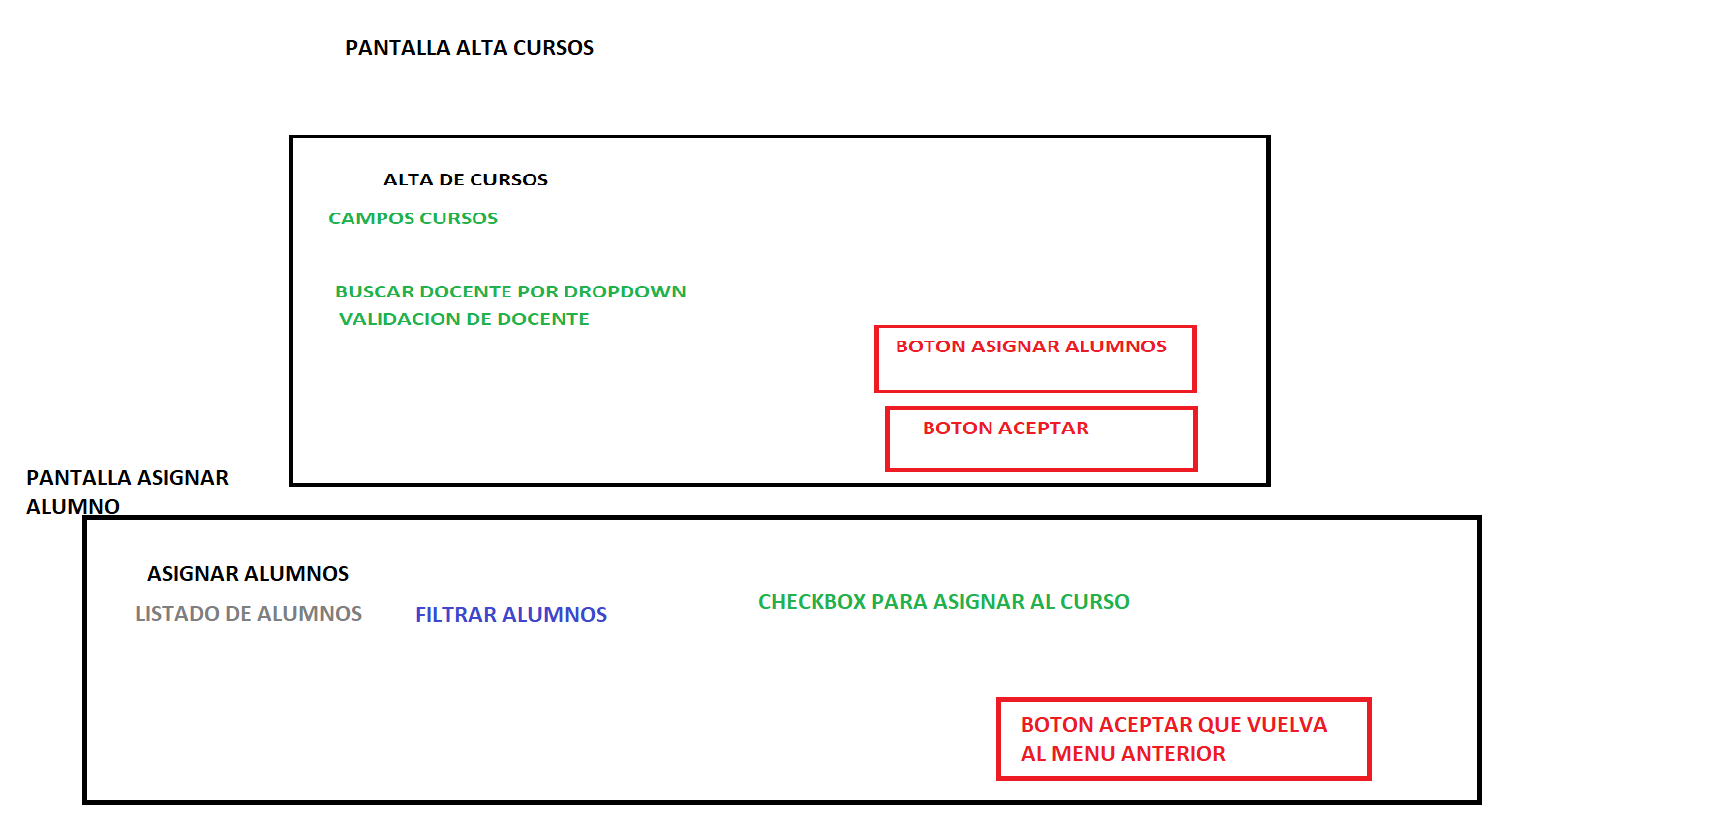 PANTALLA ALTA CURSOS
ALTA DE CURSOS
CAMPOS CURSOS
BUSCAR DOCENTE POR DROPDOWN
VALIDACION DE DOCENTE
BOTON ASIGNAR ALUMNOS
BOTON ACEPTAR
PANTALLA ASIGNAR
ALUMNO
ASIGNAR ALUMNOS
LISTADO DE ALUMNOS
FILTRAR ALUMNOS
CHECKBOX PARA ASIGNAR AL CURSO
BOTON ACEPTAR QUE VUELVA
AL MENU ANTERIOR